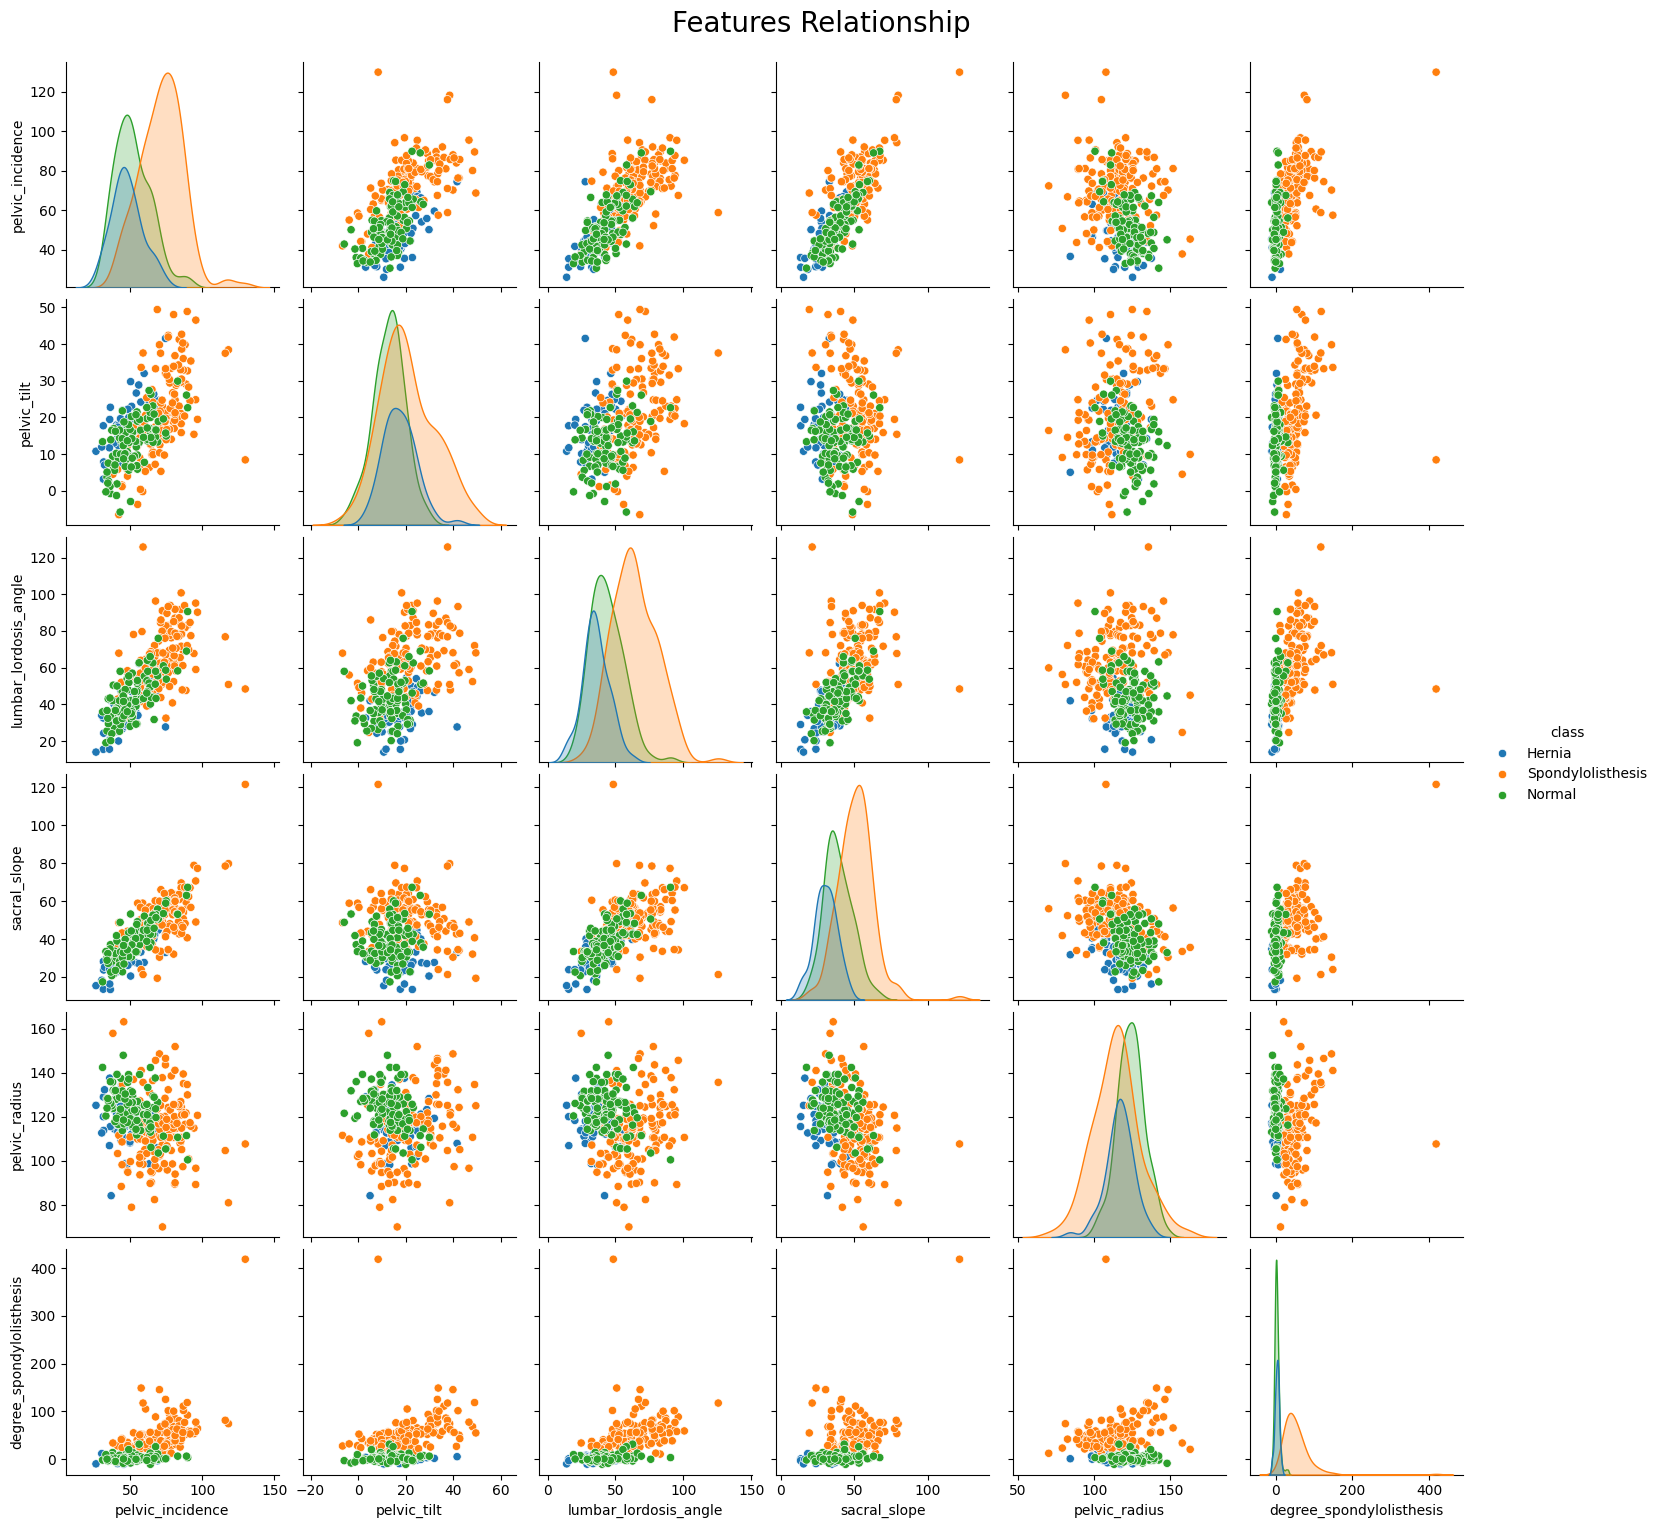 Features Relationship
pelvic_incidence
120
100
80
60
40
pelvic_tilt
50
40
30
20
10
0
lumbar_lordosis_angle
120
100
80
60
40
20
class
Hernia
Spondylolisthesis
Normal
sacral_slope
120
100
80
60
40
20
pelvic_radius
160
140
120
100
80
degree_spondylolisthesis
400
300
200
100
0
0 50 100 150
−20 0 20 40 60
0 50 100 150
0 50 100
50 100 150
0 200 400
pelvic_incidence
pelvic_tilt
lumbar_lordosis_angle
sacral_slope
pelvic_radius
degree_spondylolisthesis